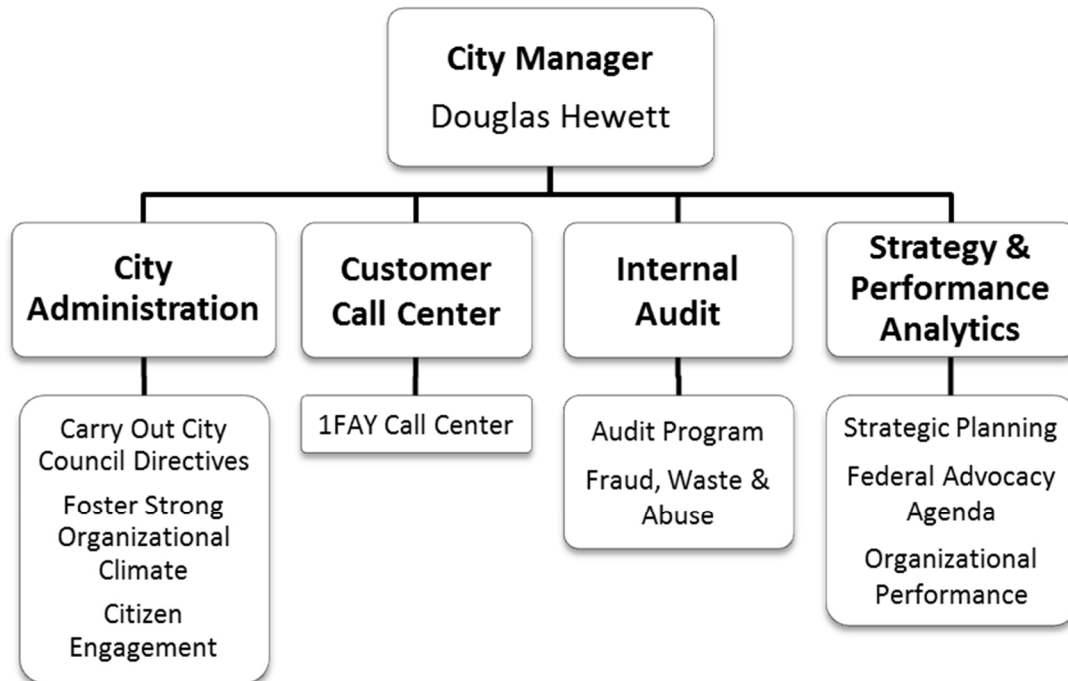 City Manager
Douglas Hewett
City
Administration
Customer
Call Center
Internal
Audit
Strategy &
Performance
Analytics
Carry Out City
Council Directives
Foster Strong
Organizational
Climate
Citizen
Engagement
1FAY Call Center
Audit Program
Fraud, Waste &
Abuse
Strategic Planning
Federal Advocacy
Agenda
Organizational
Performance